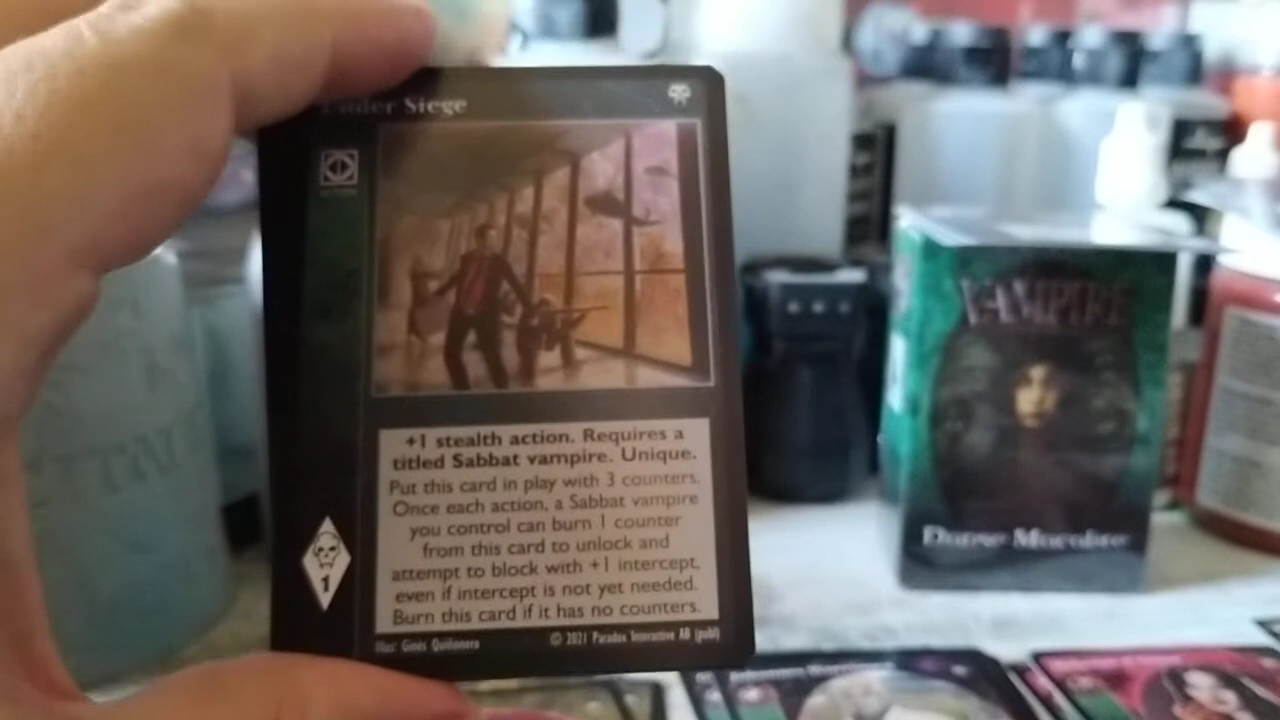 Under Siege
+1 stealth action. Requires a
titled Sabbat vampire. Unique.
Put this card in play with 3 counters.
Once each action, a Sabbat vampire
you control can burn 1 counter
from this card to unlock and
attempt to block with +1 intercept,
even if intercept is not yet needed.
Burn this card if it has no counters.
1
Illus: Ginés Quiñonero
© 2021 Paradox Interactive AB (publ)
VAMPIRE
Danse Macabre